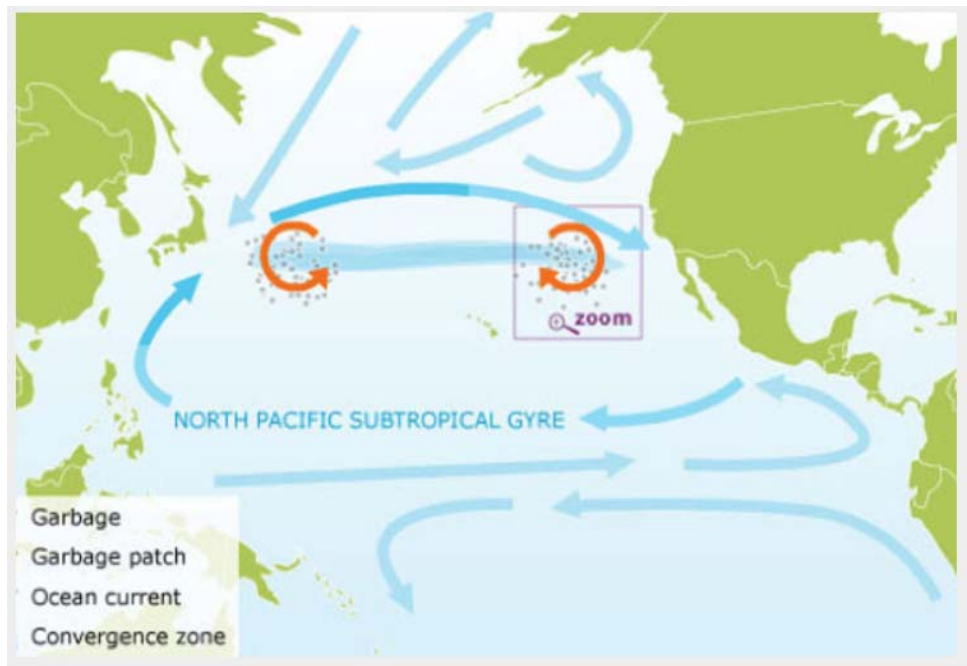 zoom
NORTH PACIFIC SUBTROPICAL GYRE
Garbage
Garbage patch
Ocean current
Convergence zone